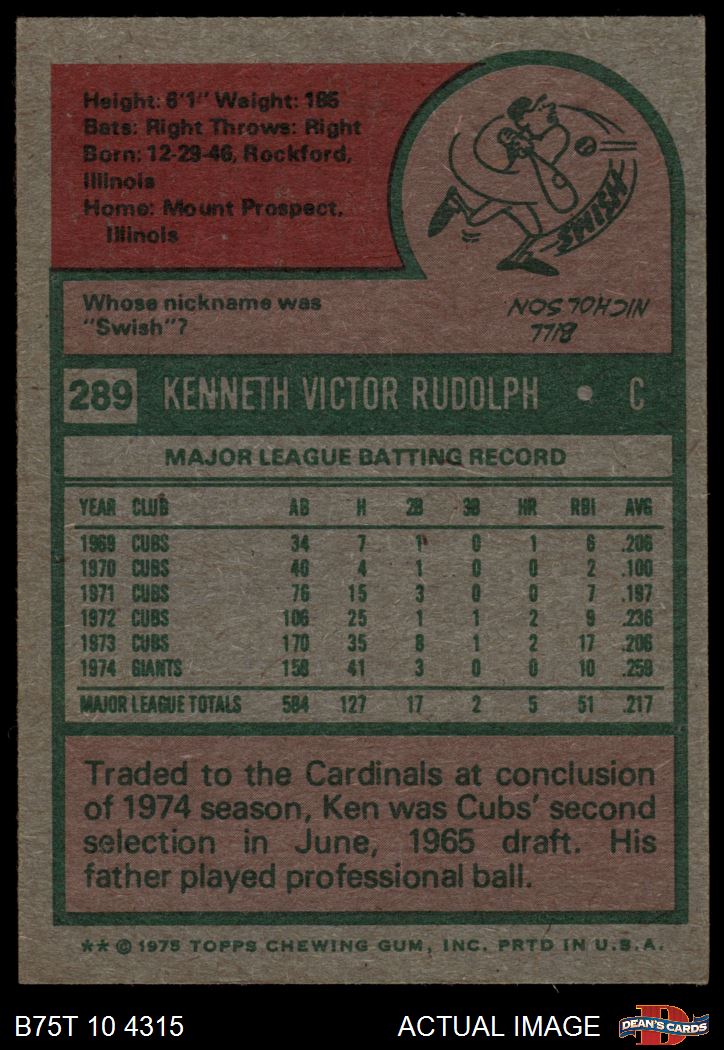 Height: 6'1" Weight: 185
Bats: Right Throws: Right
Born: 12-29-46, Rockford,
Illinois
Home: Mount Prospect,
Illinois
SWISH
Whose nickname was
"Swish"?
BILL
NICHOLSON
289 KENNETH VICTOR RUDOLPH • C
MAJOR LEAGUE BATTING RECORD
YEAR CLUB AB H 2B 3B HR RBI AVG
1969 CUBS 34 7 1 0 1 6 .206
1970 CUBS 40 4 1 0 0 2 .100
1971 CUBS 76 15 3 0 0 7 .197
1972 CUBS 106 25 1 1 2 9 .236
1973 CUBS 170 35 8 1 2 17 .206
1974 GIANTS 158 41 3 0 0 10 .259
MAJOR LEAGUE TOTALS 584 127 17 2 5 51 .217
Traded to the Cardinals at conclusion
of 1974 season, Ken was Cubs' second
selection in June, 1965 draft. His
father played professional ball.
** © 1975 TOPPS CHEWING GUM, INC. PRTD IN U.S.A.
B75T 10 4315
ACTUAL IMAGE
D
DEAN'S CARDS